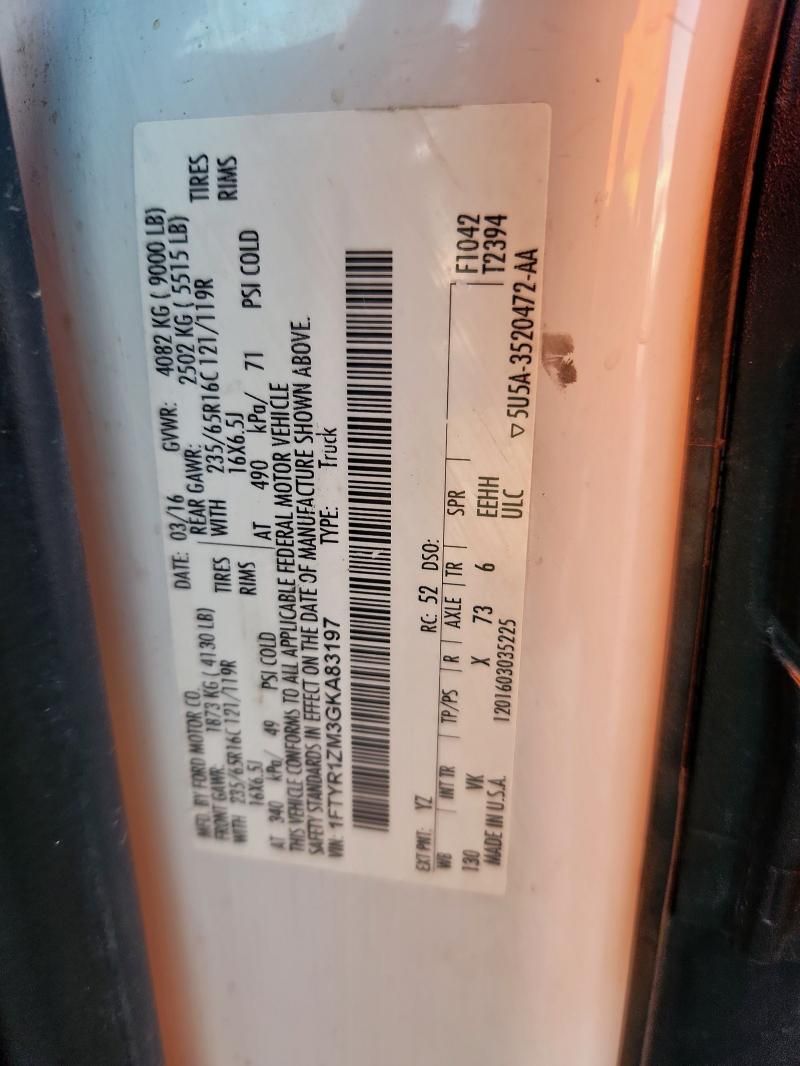 MFD. BY FORD MOTOR CO. DATE: 03/16 GVWR: 4082 KG ( 9000 LB)
FRONT GAWR: 1873 KG ( 4130 LB) REAR GAWR: 2502 KG ( 5515 LB)
WITH 235/65R16C 121/119R TIRES WITH 235/65R16C 121/119R TIRES
16X6.5J RIMS 16X6.5J RIMS
AT 340 kPa/ 49 PSI COLD AT 490 kPa/ 71 PSI COLD
THIS VEHICLE CONFORMS TO ALL APPLICABLE FEDERAL MOTOR VEHICLE
SAFETY STANDARDS IN EFFECT ON THE DATE OF MANUFACTURE SHOWN ABOVE.
VIN: 1FTYR1ZM3GKA83197 TYPE: Truck
EXT PNT: YZ RC: 52 DSO:
WB INT TR TP/PS R AXLE TR SPR F1042
130 VK X 73 6 EEHH T2394
MADE IN U.S.A. 1201603035225 ULC ▽ 5U5A-3520472-AA